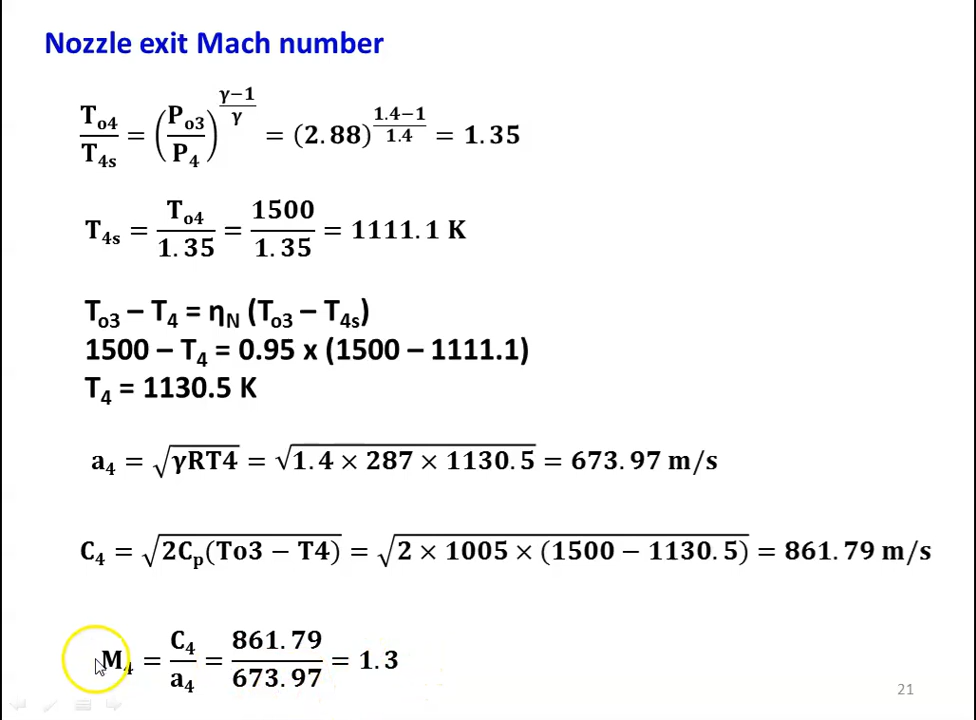 Nozzle exit Mach number
To4/T4s = (Po3/P4)^((γ−1)/γ) = (2.88)^((1.4−1)/1.4) = 1.35
T4s = To4/1.35 = 1500/1.35 = 1111.1 K
To3 – T4 = ηN (To3 – T4s)
1500 – T4 = 0.95 x (1500 – 1111.1)
T4 = 1130.5 K
a4 = √(γRT4) = √(1.4 × 287 × 1130.5) = 673.97 m/s
C4 = √(2Cp(To3 − T4)) = √(2 × 1005 × (1500 − 1130.5)) = 861.79 m/s
M4 = C4/a4 = 861.79/673.97 = 1.3
21